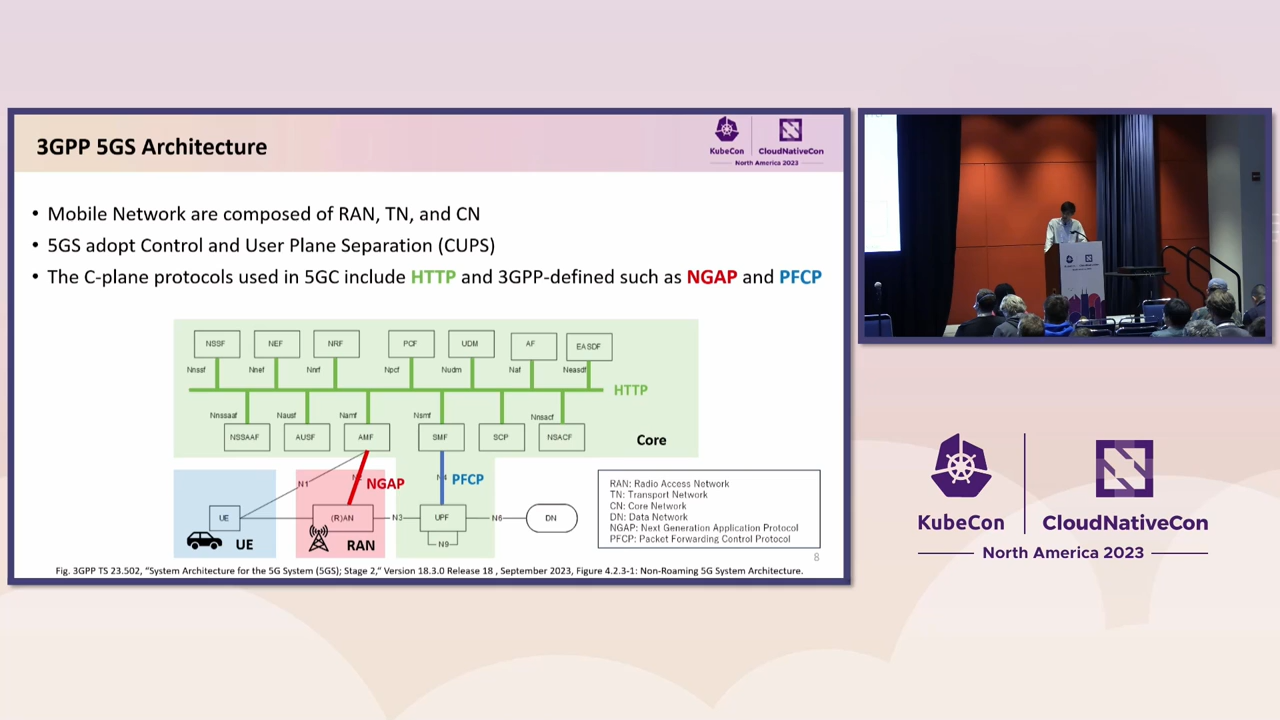 3GPP 5GS Architecture
KubeCon
CloudNativeCon
North America 2023
• Mobile Network are composed of RAN, TN, and CN
• 5GS adopt Control and User Plane Separation (CUPS)
• The C-plane protocols used in 5GC include HTTP and 3GPP-defined such as NGAP and PFCP
NSSF NEF NRF PCF UDM AF EASDF
Nnssf Nnef Nnrf Npcf Nudm Naf Neasdf
HTTP
Nnssaaf Nausf Namf Nsmf Nnsacf
NSSAAF AUSF AMF SMF SCP NSACF
Core
N1 NGAP N4 PFCP
UE (R)AN N3 UPF N6 DN
UE RAN N9
RAN: Radio Access Network
TN: Transport Network
CN: Core Network
DN: Data Network
NGAP: Next Generation Application Protocol
PFCP: Packet Forwarding Control Protocol
8
Fig. 3GPP TS 23.502, “System Architecture for the 5G System (5GS); Stage 2,” Version 18.3.0 Release 18 , September 2023, Figure 4.2.3-1: Non-Roaming 5G System Architecture.
KubeCon
CloudNativeCon
North America 2023